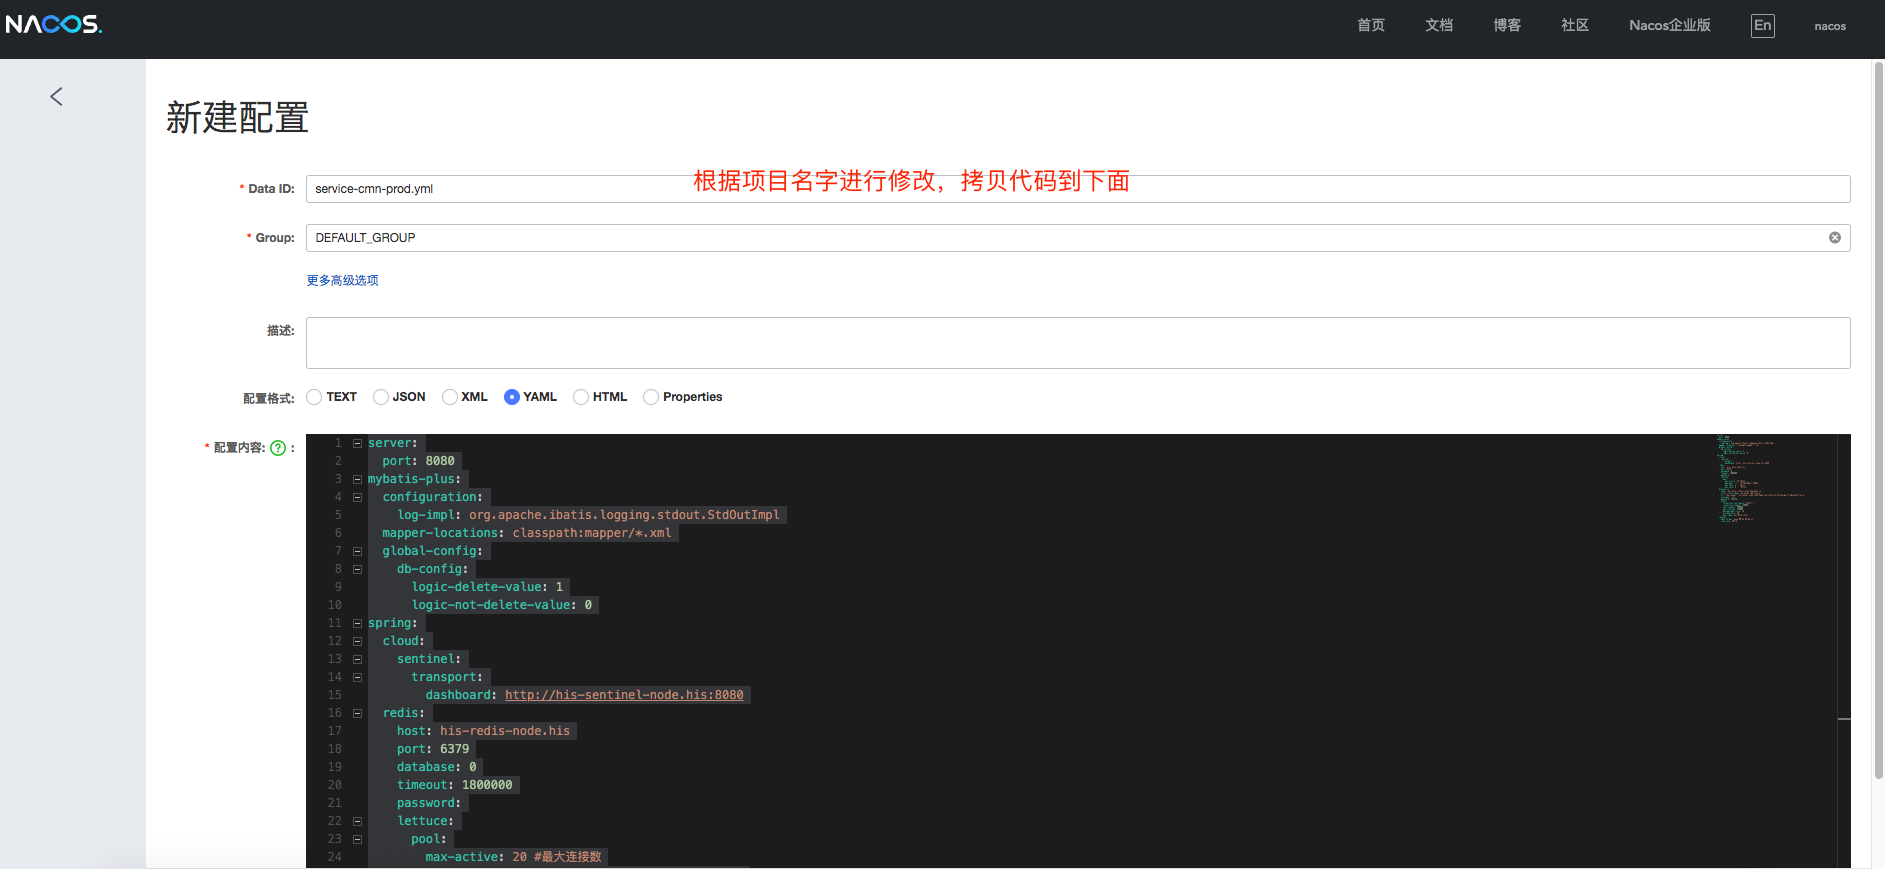 NACOS.
首页 文档 博客 社区 Nacos企业版 En nacos
新建配置
* Data ID: service-cmn-prod.yml
根据项目名字进行修改，拷贝代码到下面
* Group: DEFAULT_GROUP
更多高级选项
描述:
配置格式: TEXT JSON XML YAML HTML Properties
* 配置内容: ? :
1 server:
2 port: 8080
3 mybatis-plus:
4 configuration:
5 log-impl: org.apache.ibatis.logging.stdout.StdOutImpl
6 mapper-locations: classpath:mapper/*.xml
7 global-config:
8 db-config:
9 logic-delete-value: 1
10 logic-not-delete-value: 0
11 spring:
12 cloud:
13 sentinel:
14 transport:
15 dashboard: http://his-sentinel-node.his:8080
16 redis:
17 host: his-redis-node.his
18 port: 6379
19 database: 0
20 timeout: 1800000
21 password:
22 lettuce:
23 pool:
24 max-active: 20 #最大连接数